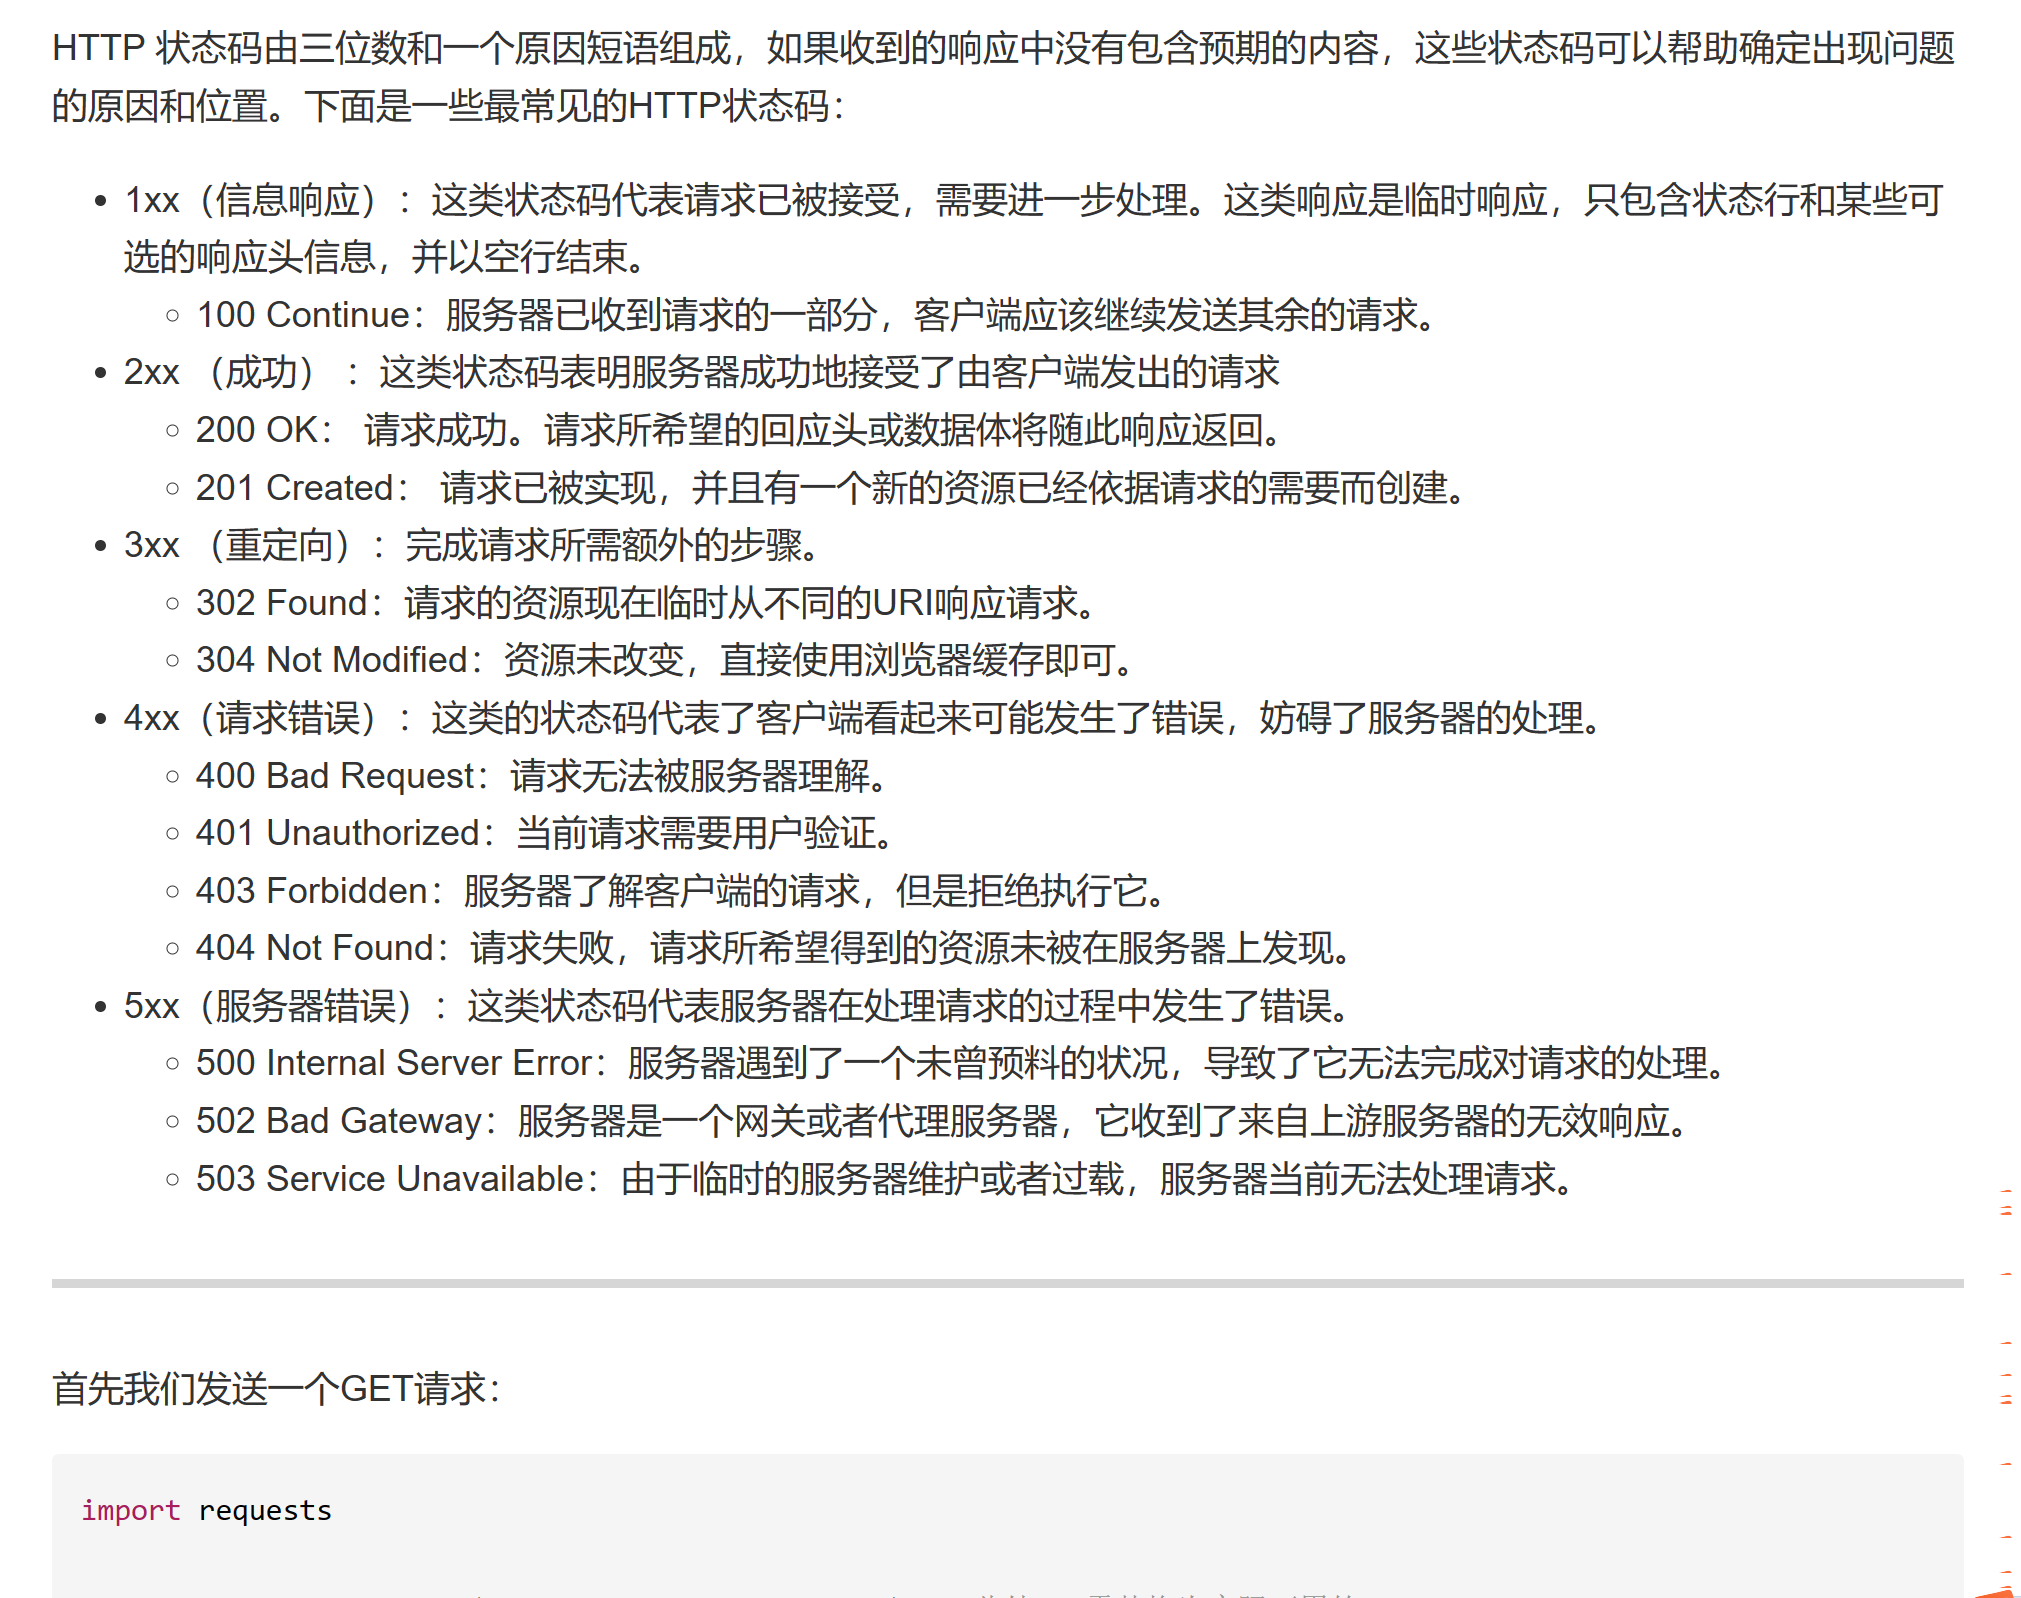 HTTP 状态码由三位数和一个原因短语组成，如果收到的响应中没有包含预期的内容，这些状态码可以帮助确定出现问题
的原因和位置。下面是一些最常见的HTTP状态码：
• 1xx（信息响应）：这类状态码代表请求已被接受，需要进一步处理。这类响应是临时响应，只包含状态行和某些可
选的响应头信息，并以空行结束。
◦ 100 Continue：服务器已收到请求的一部分，客户端应该继续发送其余的请求。
• 2xx （成功） ：这类状态码表明服务器成功地接受了由客户端发出的请求
◦ 200 OK： 请求成功。请求所希望的回应头或数据体将随此响应返回。
◦ 201 Created： 请求已被实现，并且有一个新的资源已经依据请求的需要而创建。
• 3xx （重定向）：完成请求所需额外的步骤。
◦ 302 Found：请求的资源现在临时从不同的URI响应请求。
◦ 304 Not Modified：资源未改变，直接使用浏览器缓存即可。
• 4xx（请求错误）：这类的状态码代表了客户端看起来可能发生了错误，妨碍了服务器的处理。
◦ 400 Bad Request：请求无法被服务器理解。
◦ 401 Unauthorized：当前请求需要用户验证。
◦ 403 Forbidden：服务器了解客户端的请求，但是拒绝执行它。
◦ 404 Not Found：请求失败，请求所希望得到的资源未被在服务器上发现。
• 5xx（服务器错误）：这类状态码代表服务器在处理请求的过程中发生了错误。
◦ 500 Internal Server Error：服务器遇到了一个未曾预料的状况，导致了它无法完成对请求的处理。
◦ 502 Bad Gateway：服务器是一个网关或者代理服务器，它收到了来自上游服务器的无效响应。
◦ 503 Service Unavailable：由于临时的服务器维护或者过载，服务器当前无法处理请求。
首先我们发送一个GET请求：
import requests